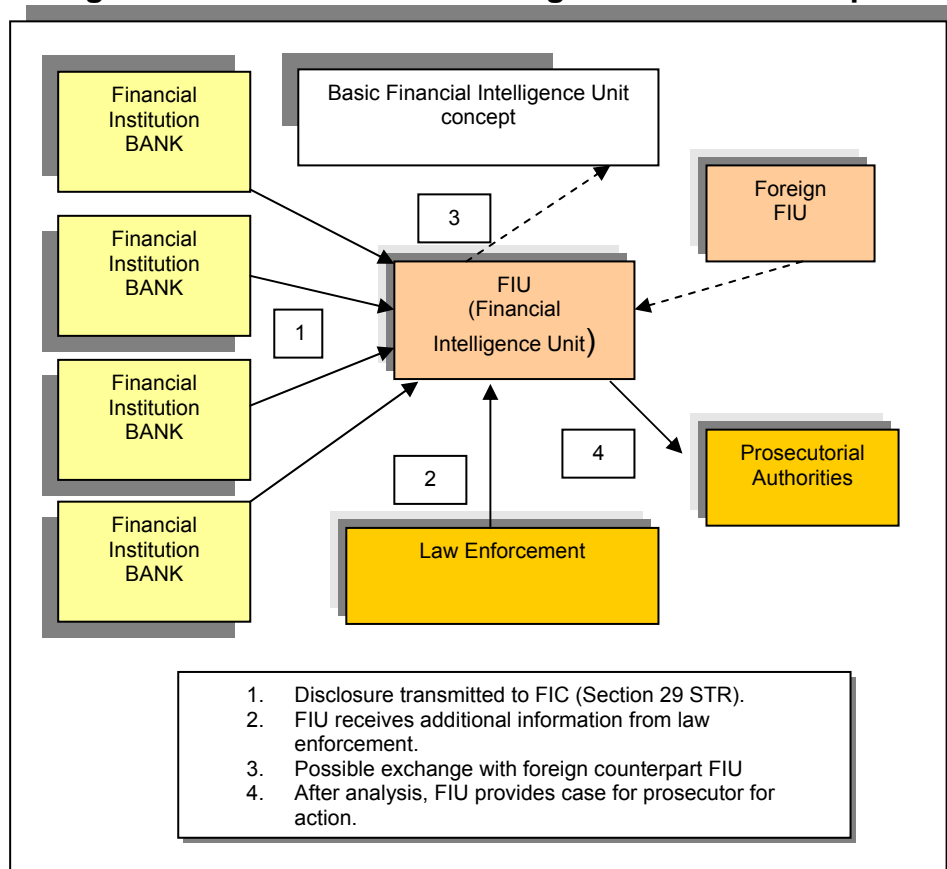 Financial
Institution
BANK
Basic Financial Intelligence Unit
concept
Foreign
FIU
3
Financial
Institution
BANK
FIU
(Financial
Intelligence Unit)
1
Financial
Institution
BANK
4
Prosecutorial
Authorities
2
Financial
Institution
BANK
Law Enforcement
1. Disclosure transmitted to FIC (Section 29 STR).
2. FIU receives additional information from law
enforcement.
3. Possible exchange with foreign counterpart FIU
4. After analysis, FIU provides case for prosecutor for
action.